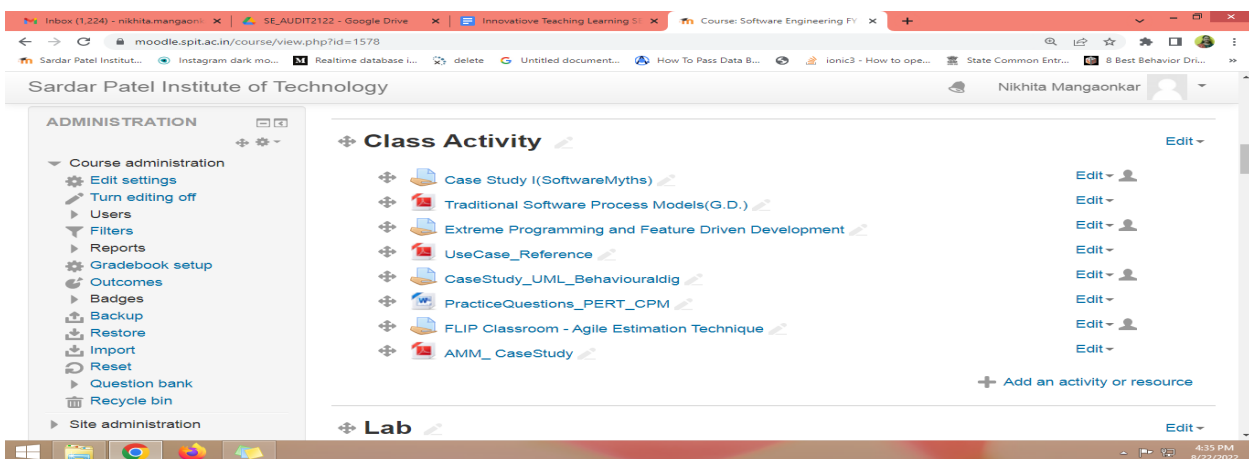 Inbox (1,224) - nikhita.mangaon
SE_AUDIT2122 - Google Drive
Innovatiove Teaching Learning S
Course: Software Engineering FY
moodle.spit.ac.in/course/view.php?id=1578
Sardar Patel Institut...
Instagram dark mo...
Realtime database i...
delete
Untitled document...
How To Pass Data B...
ionic3 - How to ope...
State Common Entr...
8 Best Behavior Dri...
Sardar Patel Institute of Technology
Nikhita Mangaonkar
ADMINISTRATION
Course administration
Edit settings
Turn editing off
Users
Filters
Reports
Gradebook setup
Outcomes
Badges
Backup
Restore
Import
Reset
Question bank
Recycle bin
Site administration
Class Activity
Edit
Case Study I(SoftwareMyths)
Edit
Traditional Software Process Models(G.D.)
Edit
Extreme Programming and Feature Driven Development
Edit
UseCase_Reference
Edit
CaseStudy_UML_Behaviouraldig
Edit
PracticeQuestions_PERT_CPM
Edit
FLIP Classroom - Agile Estimation Technique
Edit
AMM_ CaseStudy
Edit
Add an activity or resource
Lab
Edit
4:35 PM
8/22/2022